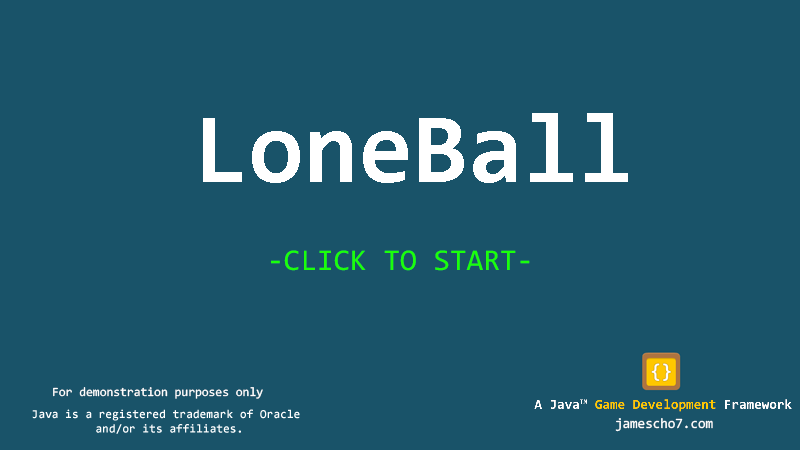 LoneBall
-CLICK TO START-
For demonstration purposes only
Java is a registered trademark of Oracle
and/or its affiliates.
{}
A Java™ Game Development Framework
jamescho7.com